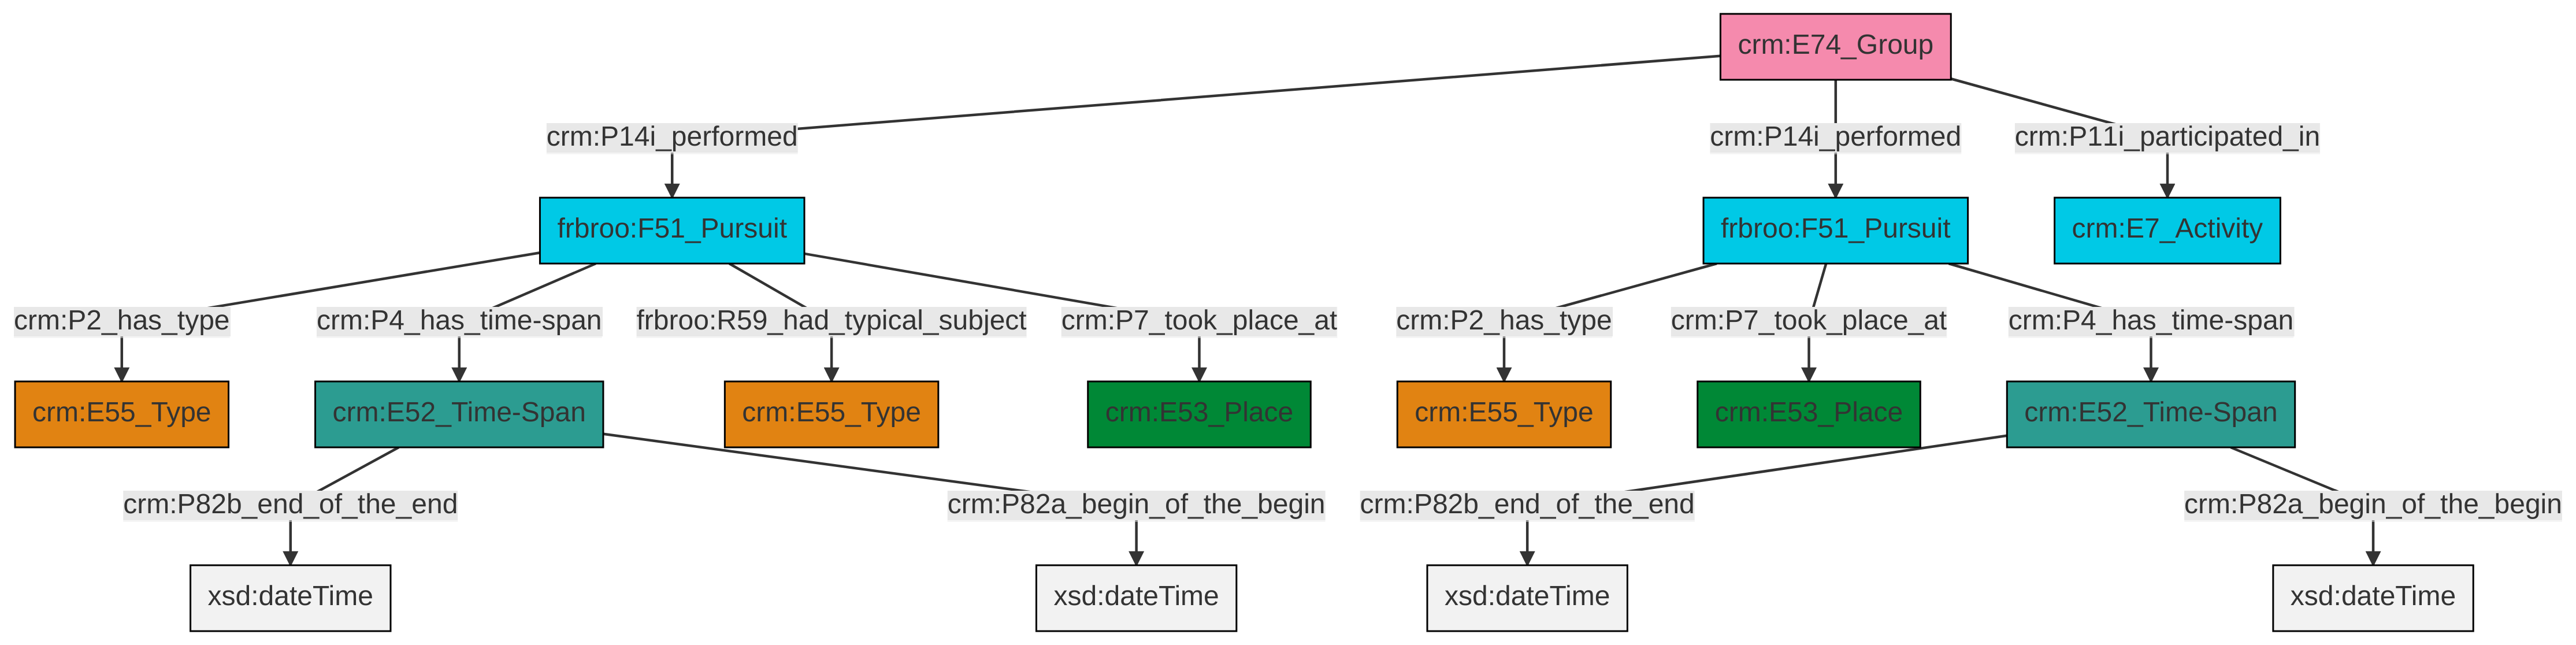 crm:E74_Group
crm:P14i_performed
crm:P14i_performed
crm:P11i_participated_in
frbroo:F51_Pursuit
frbroo:F51_Pursuit
crm:E7_Activity
crm:P2_has_type
crm:P4_has_time-span
frbroo:R59_had_typical_subject
crm:P7_took_place_at
crm:P2_has_type
crm:P7_took_place_at
crm:P4_has_time-span
crm:E55_Type
crm:E52_Time-Span
crm:E55_Type
crm:E53_Place
crm:E55_Type
crm:E53_Place
crm:E52_Time-Span
crm:P82b_end_of_the_end
crm:P82a_begin_of_the_begin
crm:P82b_end_of_the_end
crm:P82a_begin_of_the_begin
xsd:dateTime
xsd:dateTime
xsd:dateTime
xsd:dateTime